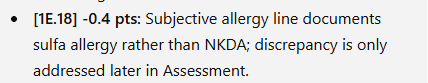 • [1E.18] -0.4 pts: Subjective allergy line documents
sulfa allergy rather than NKDA; discrepancy is only
addressed later in Assessment.